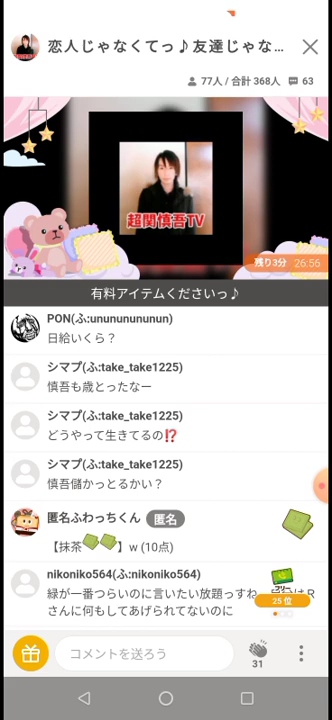 恋人じゃなくてっ♪友達じゃな…
77人 / 合計 368人 63
超関慎吾TV
残り3分 26:56
有料アイテムくださいっ♪
PON(ふ:unununununun)
日給いくら？
シマプ(ふ:take_take1225)
慎吾も歳とったなー
シマプ(ふ:take_take1225)
どうやって生きてるの⁉️
シマプ(ふ:take_take1225)
慎吾儲かっとるかい？
匿名ふわっちくん 匿名
【抹茶】w (10点)
nikoniko564(ふ:nikoniko564)
緑が一番つらいのに言いたい放題っすね
25 位
R
さんに何もしてあげられてないのに
コメントを送ろう
31